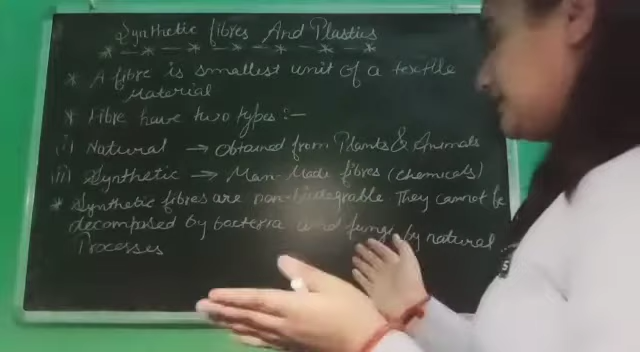 Synthetic fibres And Plastics
* A fibre is smallest unit of a textile
material
* Fibre have two types :-
(i) Natural → Obtained from Plants & Animals
(ii) Synthetic → Man-Made fibres (chemicals)
* Synthetic fibres are non-biodegrable They cannot be
decomposed by bacteria and fungi by natural
Processes